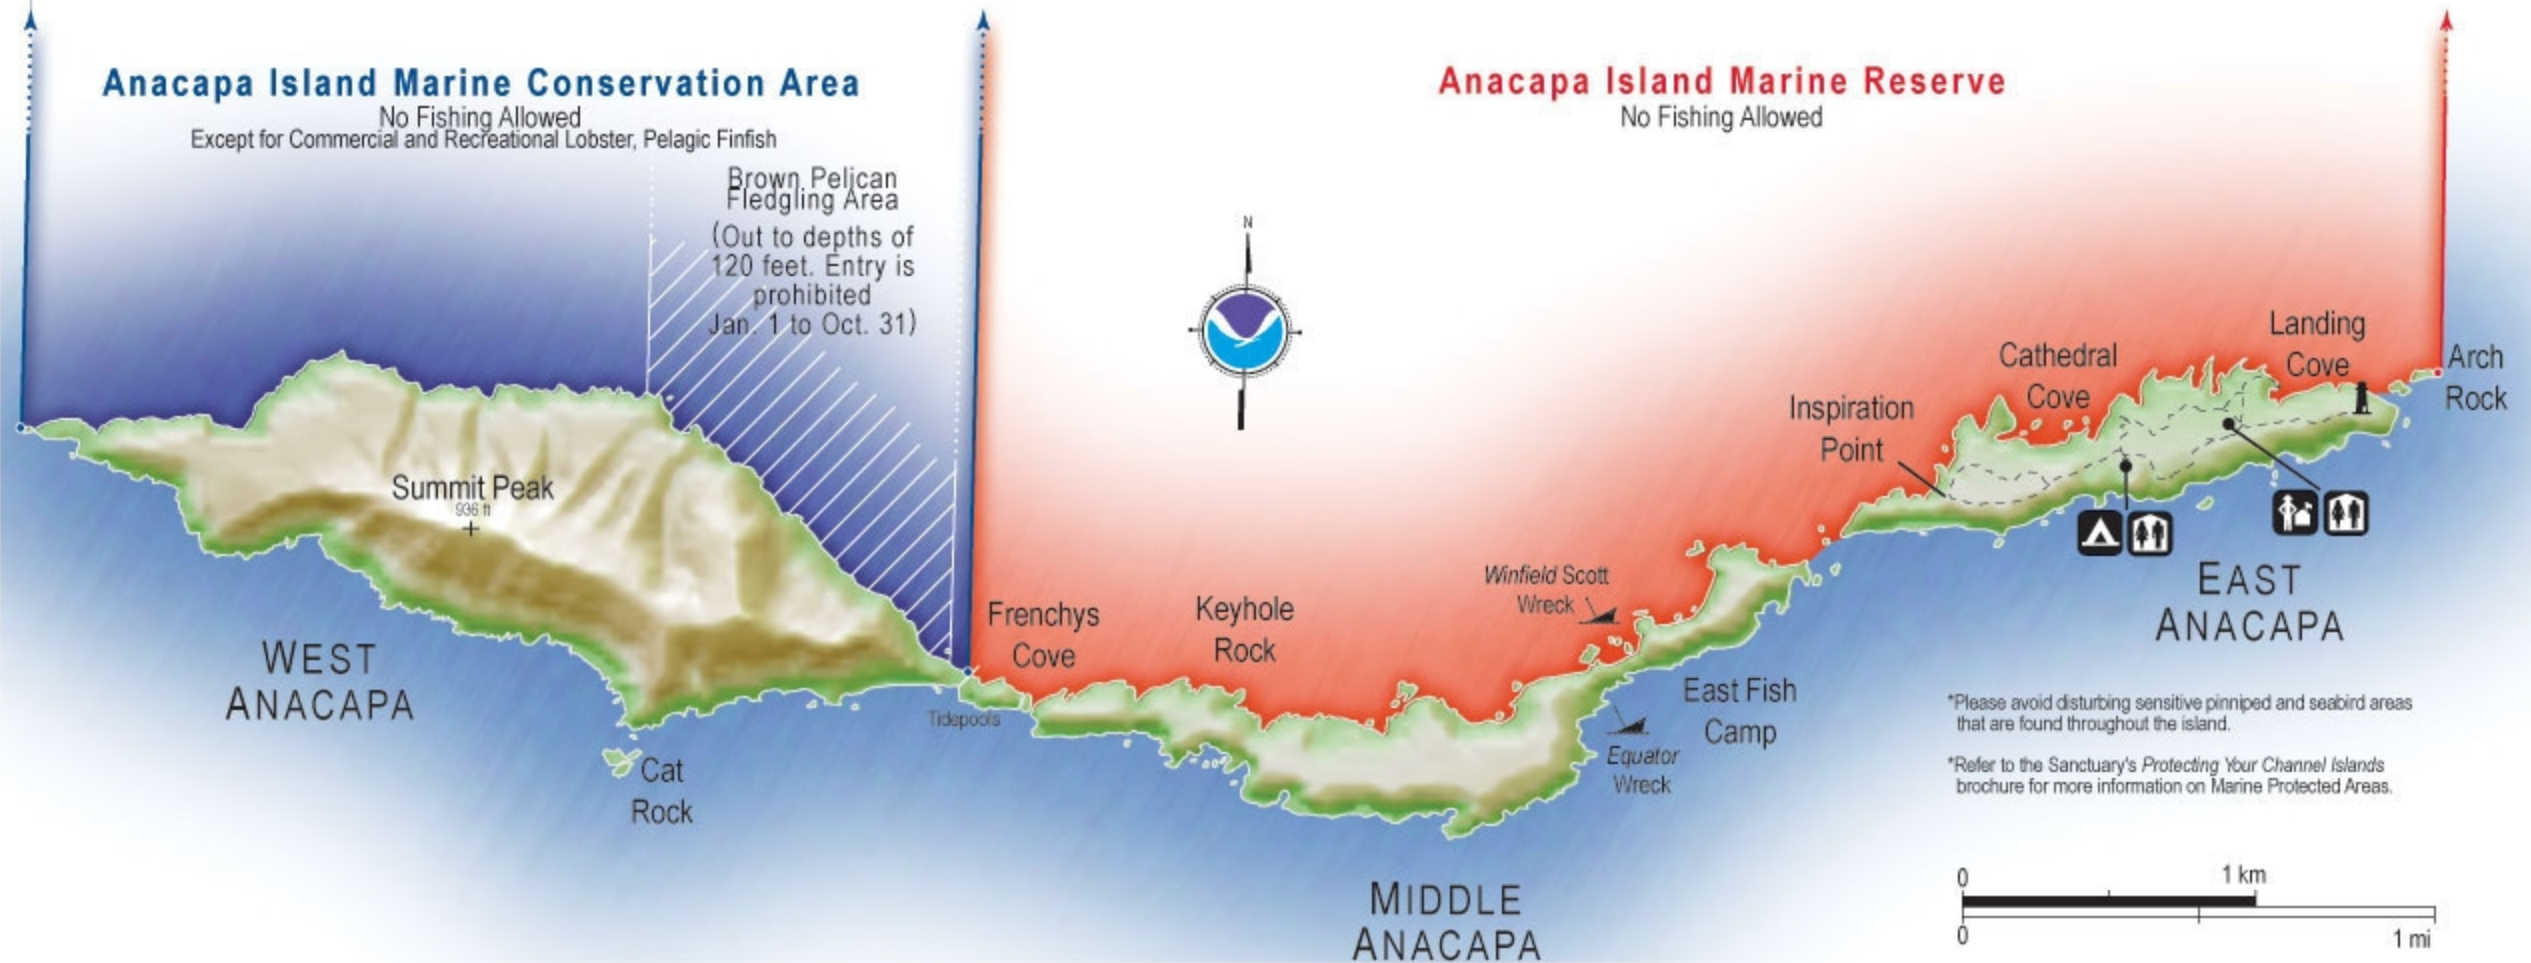 Anacapa Island Marine Conservation Area
No Fishing Allowed
Except for Commercial and Recreational Lobster, Pelagic Finfish
Brown Pelican
Fledgling Area
(Out to depths of
120 feet. Entry is
prohibited
Jan. 1 to Oct. 31)
Anacapa Island Marine Reserve
No Fishing Allowed
N
Summit Peak
936 ft
WEST
ANACAPA
Cat
Rock
Tidepools
Frenchys
Cove
Keyhole
Rock
Winfield Scott
Wreck
East Fish
Camp
Equator
Wreck
MIDDLE
ANACAPA
Inspiration
Point
Cathedral
Cove
Landing
Cove
Arch
Rock
EAST
ANACAPA
*Please avoid disturbing sensitive pinniped and seabird areas
that are found throughout the island.
*Refer to the Sanctuary's Protecting Your Channel Islands
brochure for more information on Marine Protected Areas.
0
1 km
0
1 mi